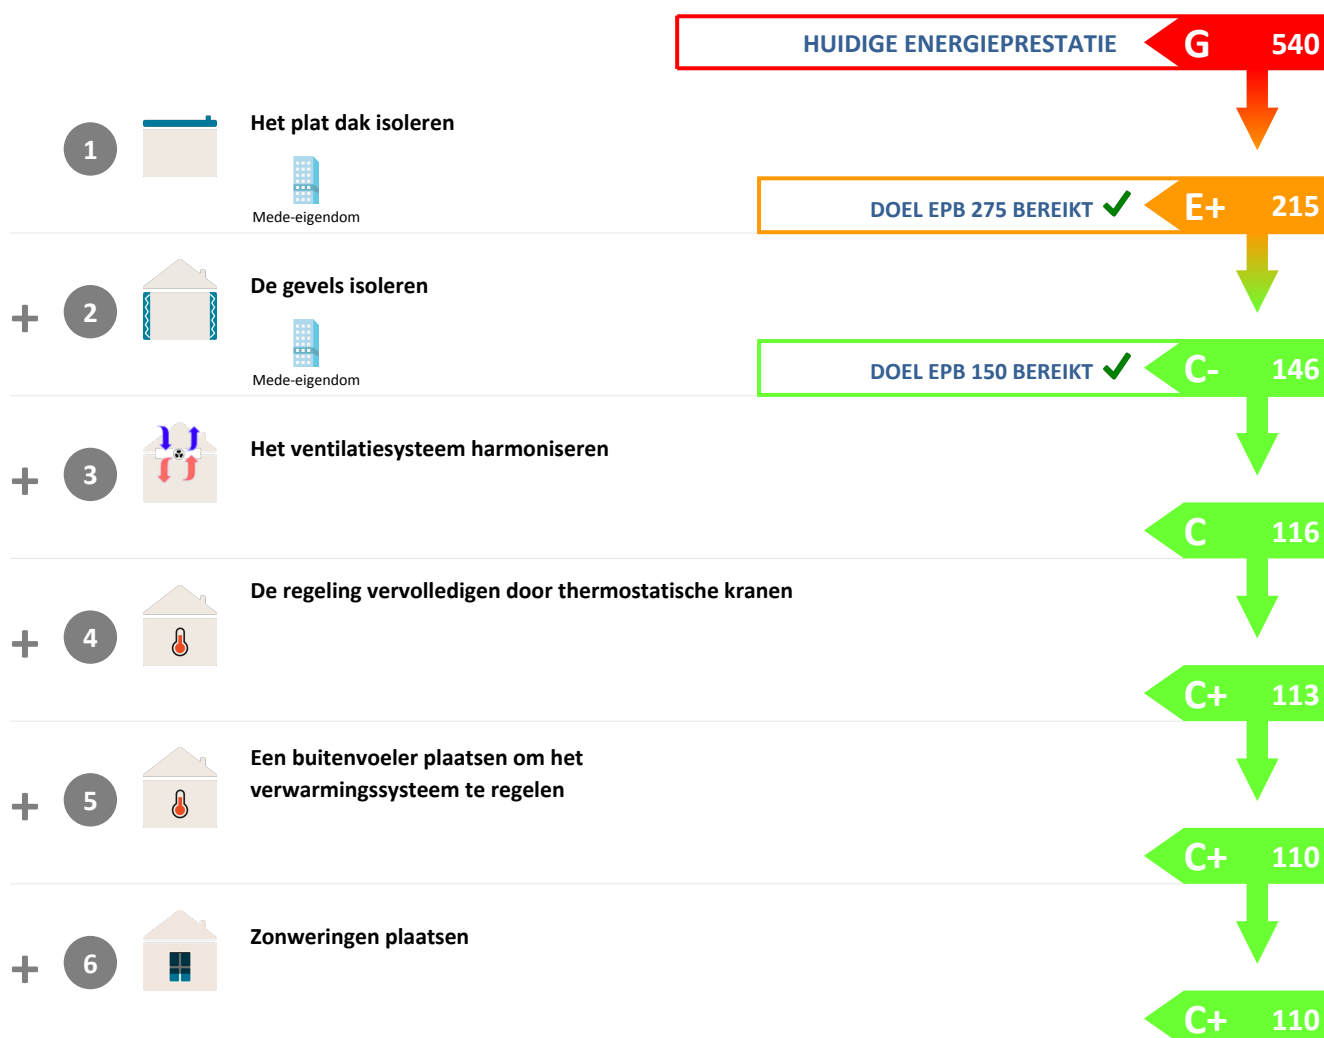 HUIDIGE ENERGIEPRESTATIE G 540
1 Het plat dak isoleren
Mede-eigendom
DOEL EPB 275 BEREIKT E+ 215
+ 2 De gevels isoleren
Mede-eigendom
DOEL EPB 150 BEREIKT C- 146
+ 3 Het ventilatiesysteem harmoniseren
C 116
+ 4 De regeling vervolledigen door thermostatische kranen
C+ 113
+ 5 Een buitenvoeler plaatsen om het
verwarmingssysteem te regelen
C+ 110
+ 6 Zonweringen plaatsen
C+ 110